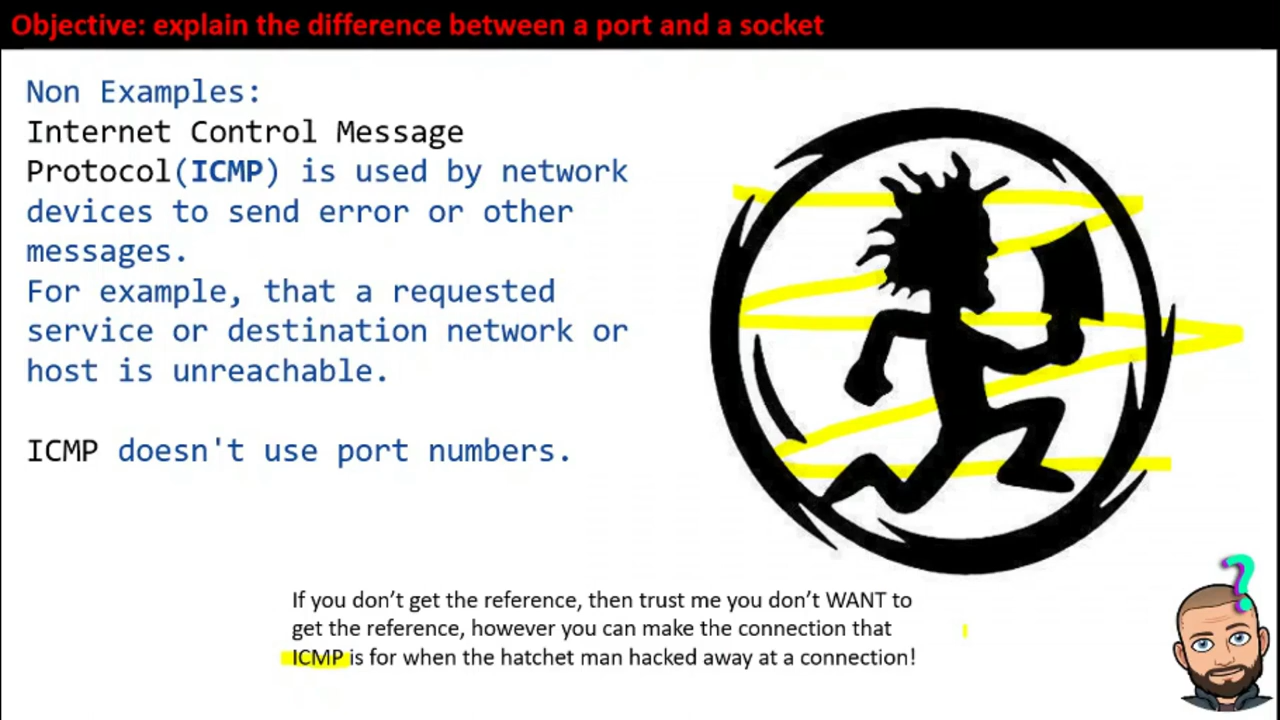 Objective: explain the difference between a port and a socket
Non Examples:
Internet Control Message
Protocol(ICMP) is used by network
devices to send error or other
messages.
For example, that a requested
service or destination network or
host is unreachable.
ICMP doesn't use port numbers.
If you don’t get the reference, then trust me you don’t WANT to
get the reference, however you can make the connection that
ICMP is for when the hatchet man hacked away at a connection!
?